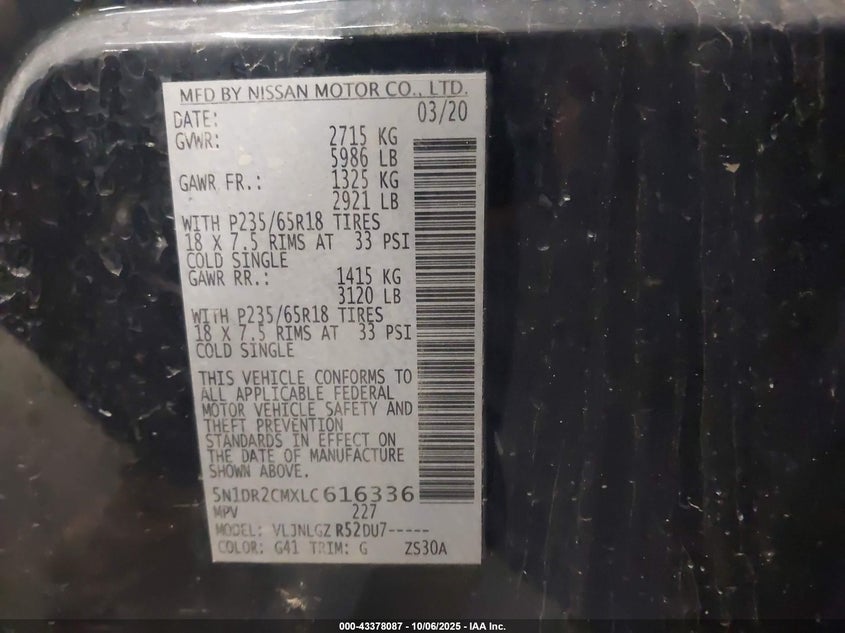 MFD BY NISSAN MOTOR CO., LTD.
DATE: 03/20
GVWR: 2715 KG
5986 LB
GAWR FR.: 1325 KG
2921 LB
WITH P235/65R18 TIRES
18 X 7.5 RIMS AT 33 PSI
COLD SINGLE
GAWR RR.: 1415 KG
3120 LB
WITH P235/65R18 TIRES
18 X 7.5 RIMS AT 33 PSI
COLD SINGLE
THIS VEHICLE CONFORMS TO
ALL APPLICABLE FEDERAL
MOTOR VEHICLE SAFETY AND
THEFT PREVENTION
STANDARDS IN EFFECT ON
THE DATE OF MANUFACTURE
SHOWN ABOVE.
5N1DR2CMXLC616336
MPV 227
MODEL: VLJNLGZ R52DU7-----
COLOR: G41 TRIM: G ZS30A
000-43378087 - 10/06/2025 - IAA Inc.